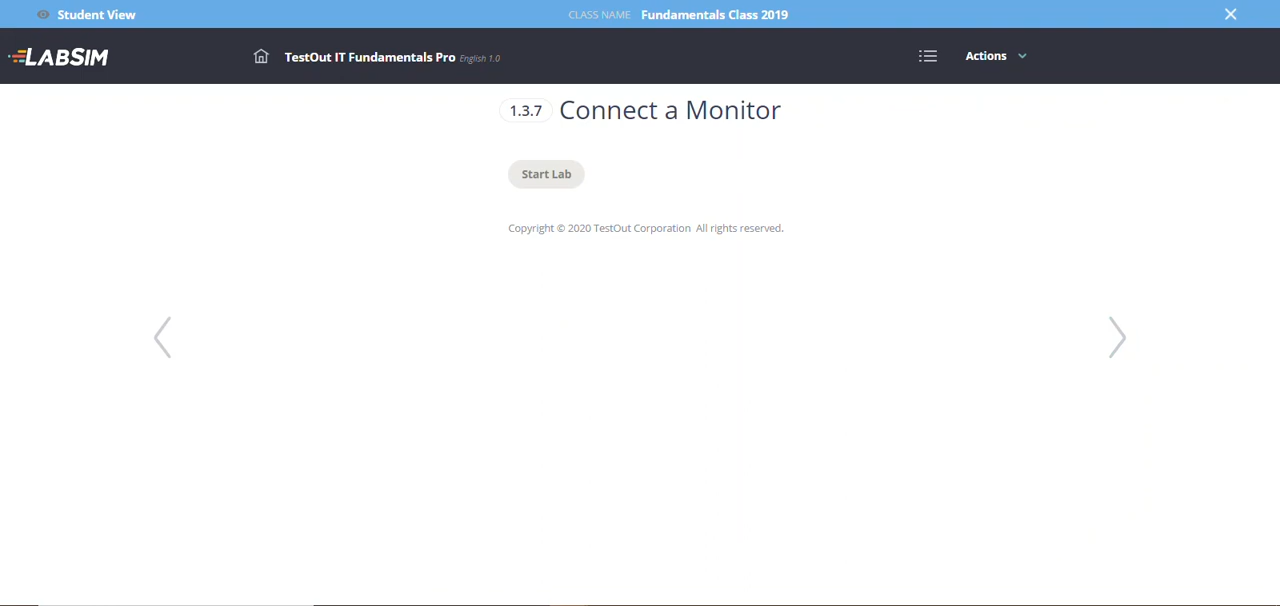 Student View CLASS NAME Fundamentals Class 2019
LABSIM TestOut IT Fundamentals Pro English 1.0 Actions
1.3.7 Connect a Monitor
Start Lab
Copyright © 2020 TestOut Corporation All rights reserved.